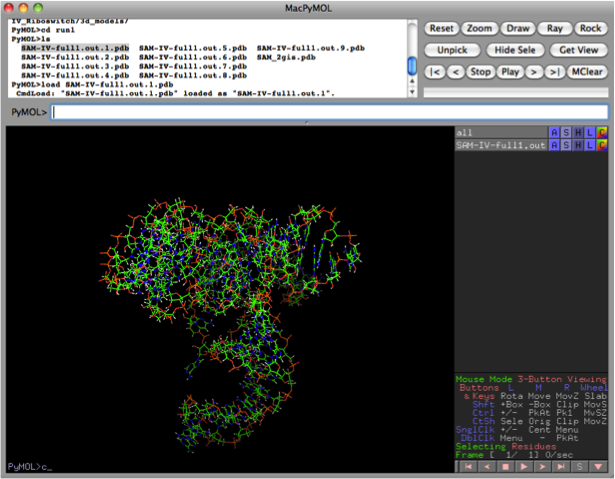 MacPyMOL
IV_Riboswitch/3d_models/
PyMOL>cd run1
PyMOL>ls
SAM-IV-full1.out.1.pdb SAM-IV-full1.out.5.pdb SAM-IV-full1.out.9.pdb
SAM-IV-full1.out.2.pdb SAM-IV-full1.out.6.pdb SAM_2gis.pdb
SAM-IV-full1.out.3.pdb SAM-IV-full1.out.7.pdb
SAM-IV-full1.out.4.pdb SAM-IV-full1.out.8.pdb
PyMOL>load SAM-IV-full1.out.1.pdb
CmdLoad: "SAM-IV-full1.out.1.pdb" loaded as "SAM-IV-full1.out.1".
Reset Zoom Draw Ray Rock
Unpick Hide Sele Get View
|< < Stop Play > >| MClear
PyMOL>
all A S H L C
SAM-IV-full1.out A S H L C
Mouse Mode 3-Button Viewing
Buttons L M R Wheel
& Keys Rota Move MovZ Slab
Shft +Box -Box Clip MovS
Ctrl +/- PkAt Pk1 MvSZ
CtSh Sele Orig Clip MovZ
SnglClk +/- Cent Menu
DblClk Menu - PkAt
Selecting Residues
Frame [ 1/ 1] 0/sec
PyMOL>c_
S